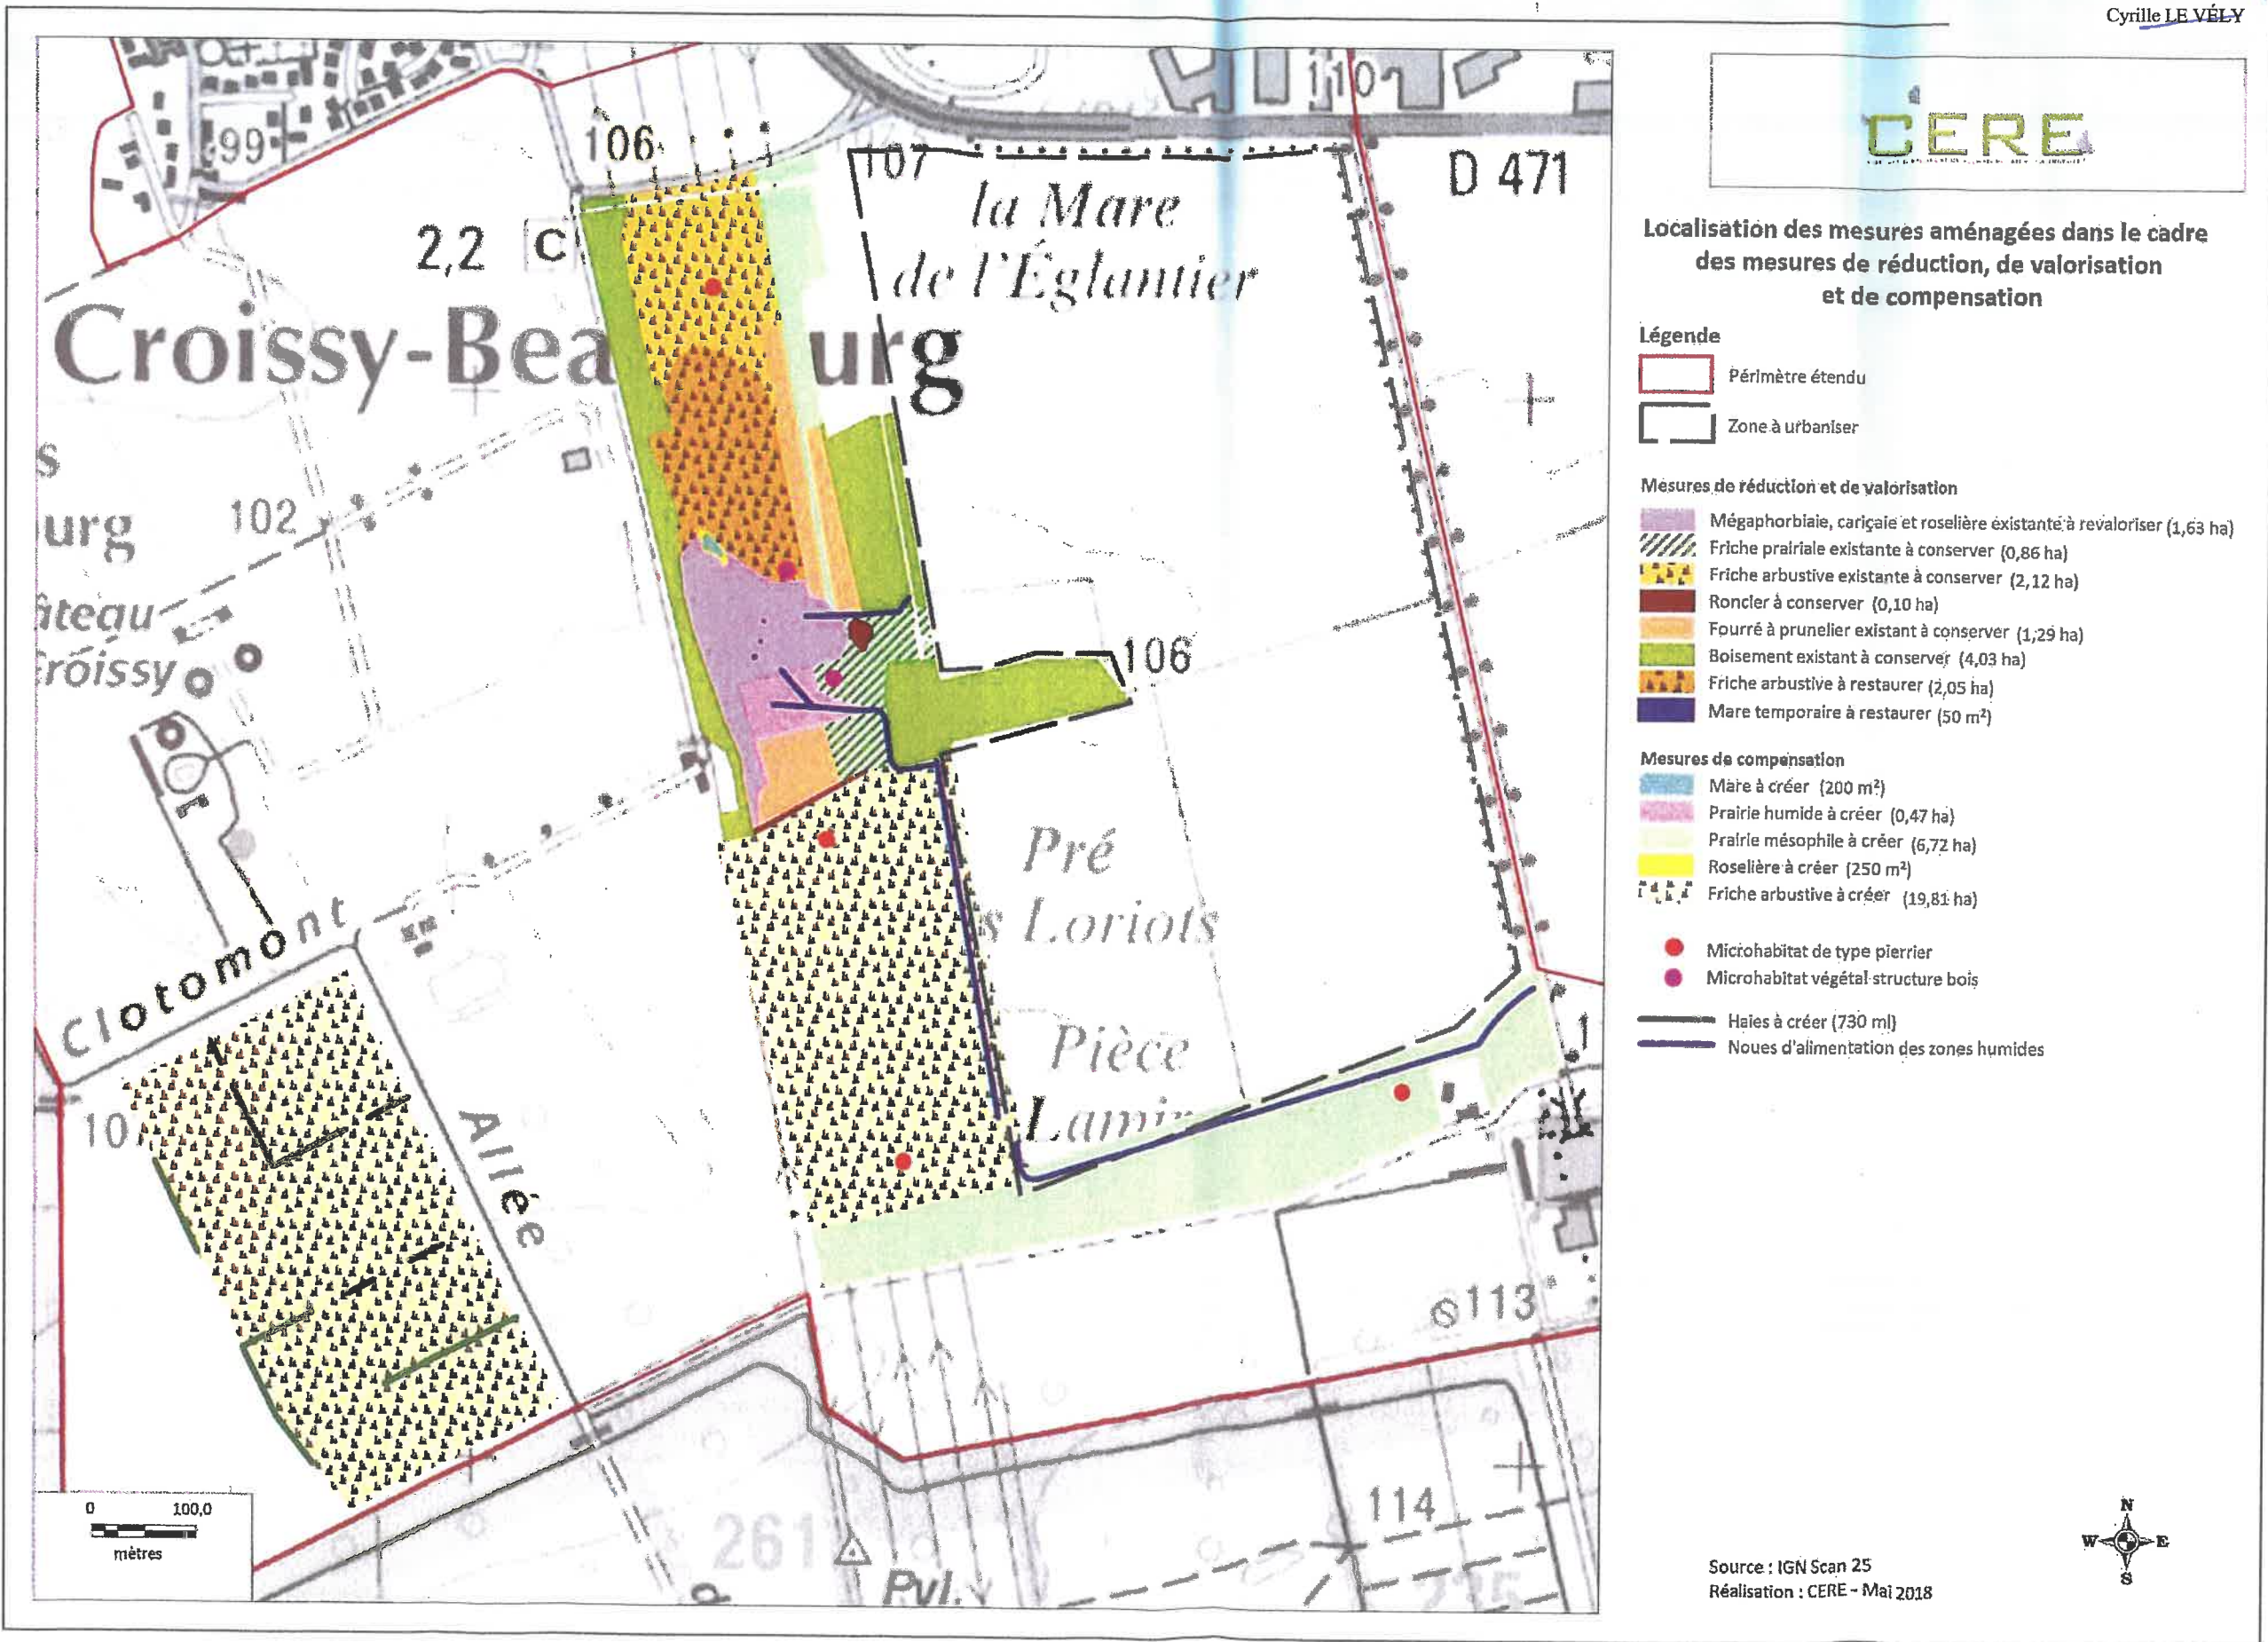 Cyrille LE VÉLY
CERE
Localisation des mesures aménagées dans le cadre
des mesures de réduction, de valorisation
et de compensation
Légende
Périmètre étendu
Zone à urbaniser
Mesures de réduction et de valorisation
Mégaphorbiaie, cariçaie et roselière existante à revaloriser (1,63 ha)
Friche prairiale existante à conserver (0,86 ha)
Friche arbustive existante à conserver (2,12 ha)
Roncier à conserver (0,10 ha)
Fourré à prunelier existant à conserver (1,29 ha)
Boisement existant à conserver (4,03 ha)
Friche arbustive à restaurer (2,05 ha)
Mare temporaire à restaurer (50 m²)
Mesures de compensation
Mare à créer (200 m²)
Prairie humide à créer (0,47 ha)
Prairie mésophile à créer (6,72 ha)
Roselière à créer (250 m²)
Friche arbustive à créer (19,81 ha)
Microhabitat de type pierrier
Microhabitat végétal structure bois
Haies à créer (730 ml)
Noues d'alimentation des zones humides
Source : IGN Scan 25
Réalisation : CERE - Mai 2018
N
W
E
S
110
99
106
107
D 471
la Mare
de l'Églantier
2,2
C
Croissy-Bea
urg
s
urg
102
âteau
roissy
106
Pré
s Loriots
Clotomont
Pièce
Lamir
1
10
Allée
113
114
261
Pvl.
0
100,0
mètres